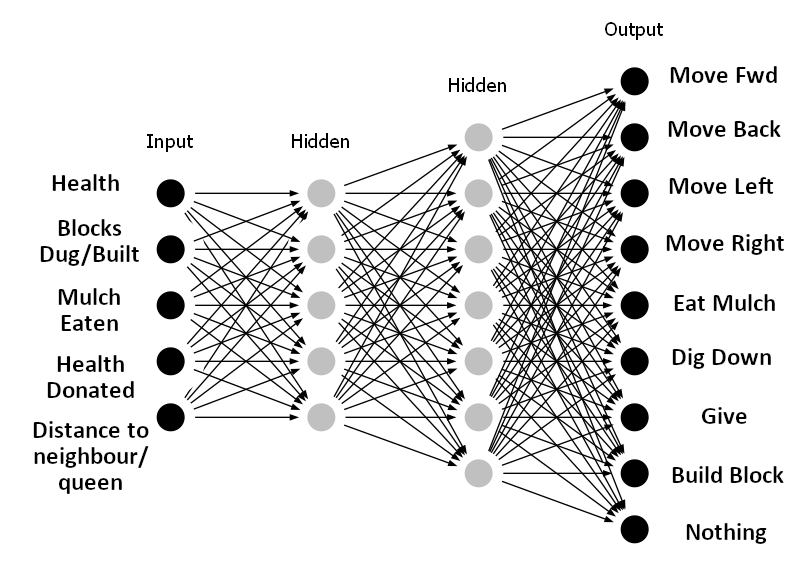 Output
Hidden
Input
Hidden
Health
Blocks
Dug/Built
Mulch
Eaten
Health
Donated
Distance to
neighbour/
queen
Move Fwd
Move Back
Move Left
Move Right
Eat Mulch
Dig Down
Give
Build Block
Nothing